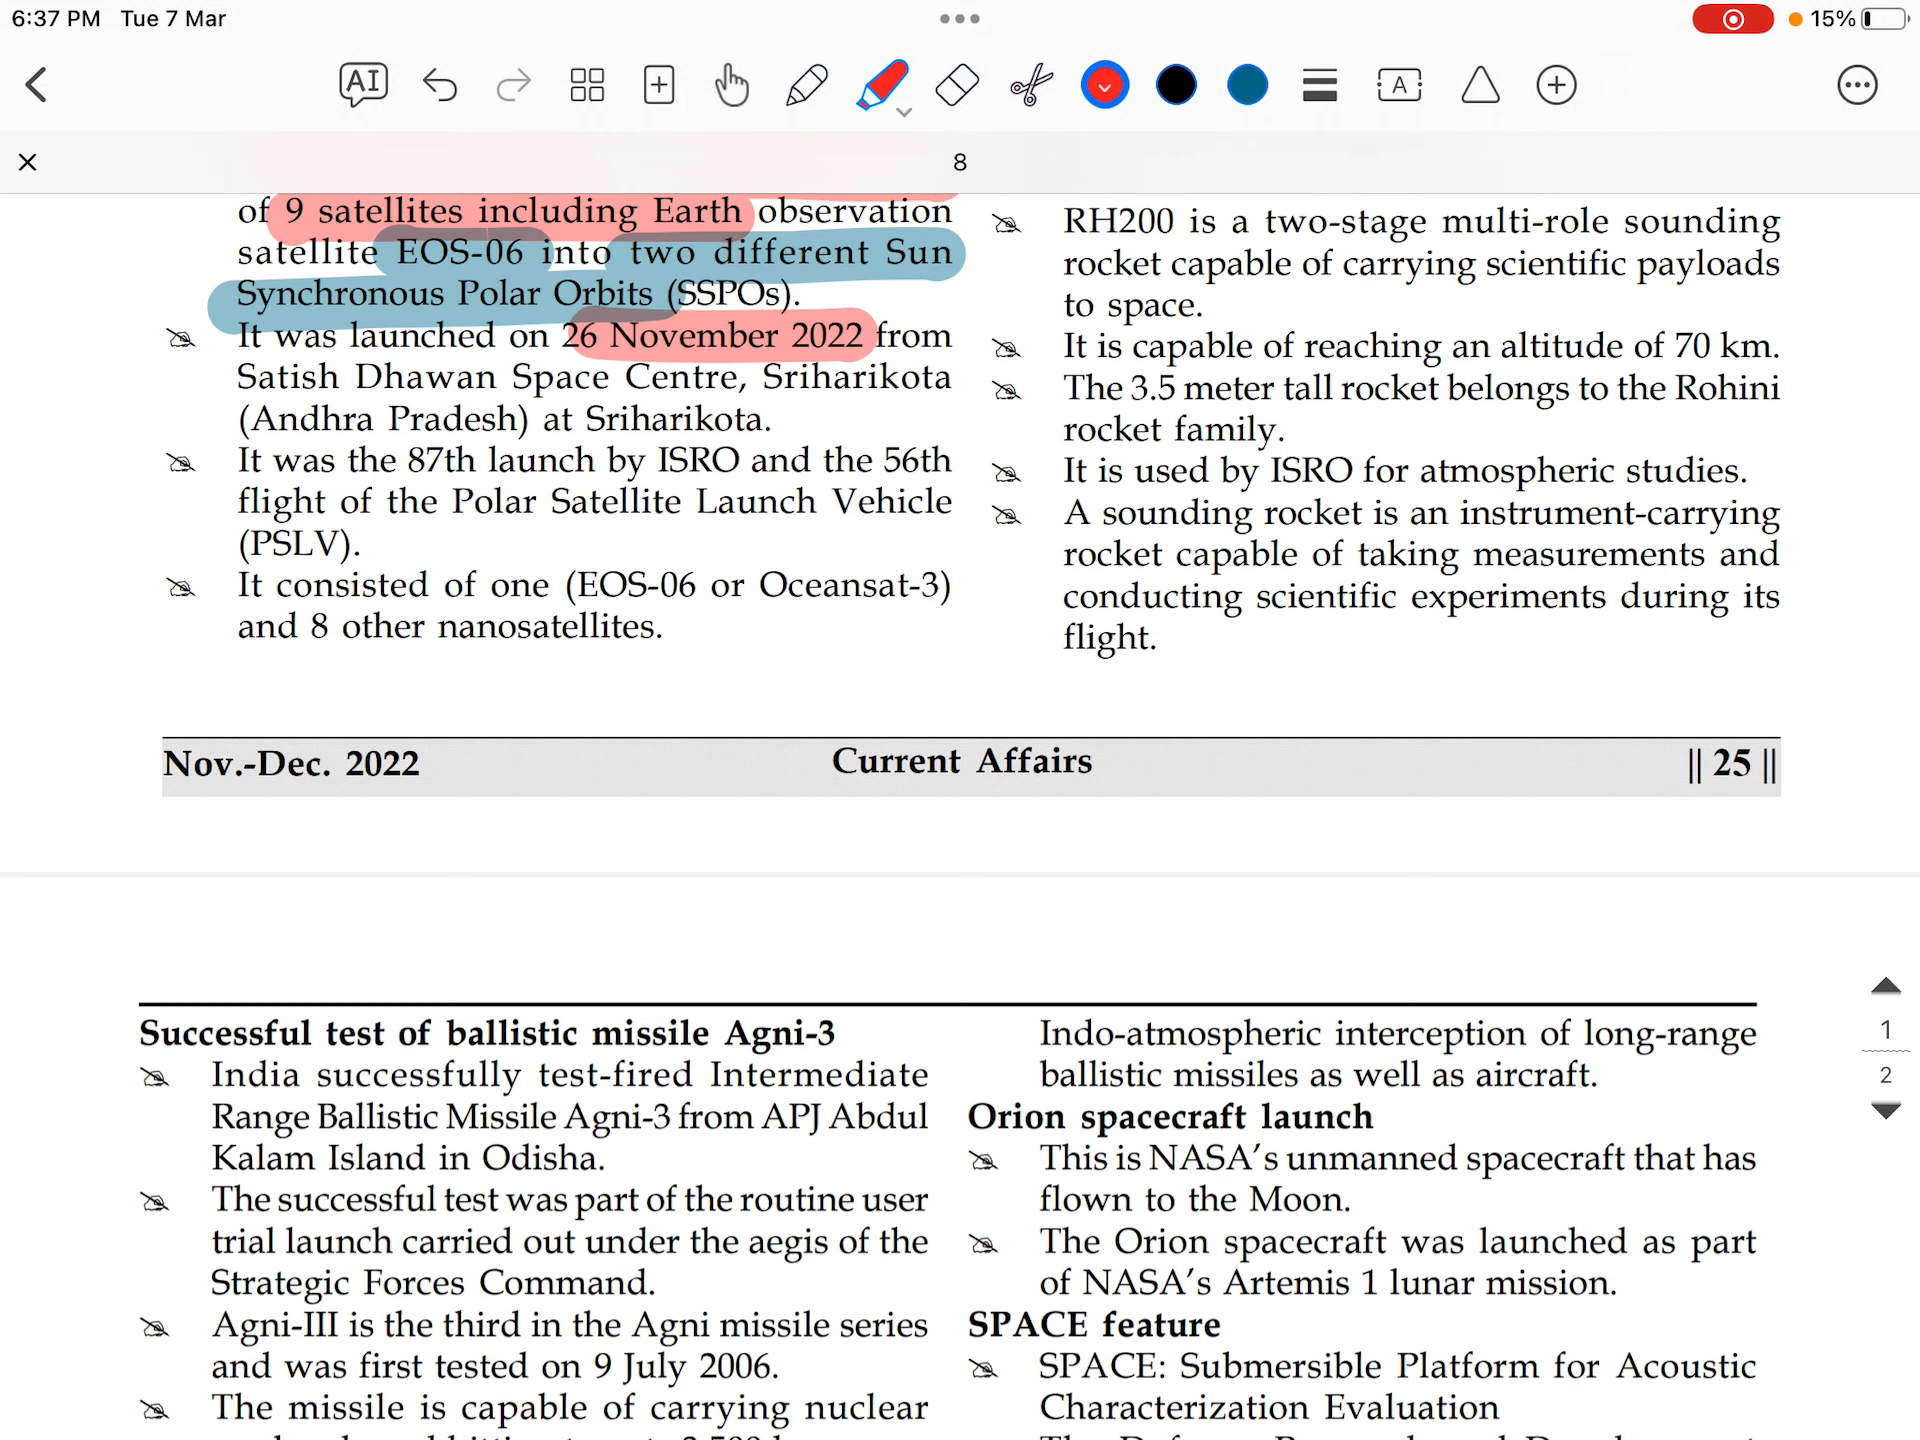 6:37 PM Tue 7 Mar
15%
AI
A
8
of 9 satellites including Earth observation
satellite EOS-06 into two different Sun
Synchronous Polar Orbits (SSPOs).
It was launched on 26 November 2022 from
Satish Dhawan Space Centre, Sriharikota
(Andhra Pradesh) at Sriharikota.
It was the 87th launch by ISRO and the 56th
flight of the Polar Satellite Launch Vehicle
(PSLV).
It consisted of one (EOS-06 or Oceansat-3)
and 8 other nanosatellites.
RH200 is a two-stage multi-role sounding
rocket capable of carrying scientific payloads
to space.
It is capable of reaching an altitude of 70 km.
The 3.5 meter tall rocket belongs to the Rohini
rocket family.
It is used by ISRO for atmospheric studies.
A sounding rocket is an instrument-carrying
rocket capable of taking measurements and
conducting scientific experiments during its
flight.
Nov.-Dec. 2022 Current Affairs || 25 ||
Successful test of ballistic missile Agni-3
India successfully test-fired Intermediate
Range Ballistic Missile Agni-3 from APJ Abdul
Kalam Island in Odisha.
The successful test was part of the routine user
trial launch carried out under the aegis of the
Strategic Forces Command.
Agni-III is the third in the Agni missile series
and was first tested on 9 July 2006.
The missile is capable of carrying nuclear
Indo-atmospheric interception of long-range
ballistic missiles as well as aircraft.
Orion spacecraft launch
This is NASA's unmanned spacecraft that has
flown to the Moon.
The Orion spacecraft was launched as part
of NASA's Artemis 1 lunar mission.
SPACE feature
SPACE: Submersible Platform for Acoustic
Characterization Evaluation
1
2